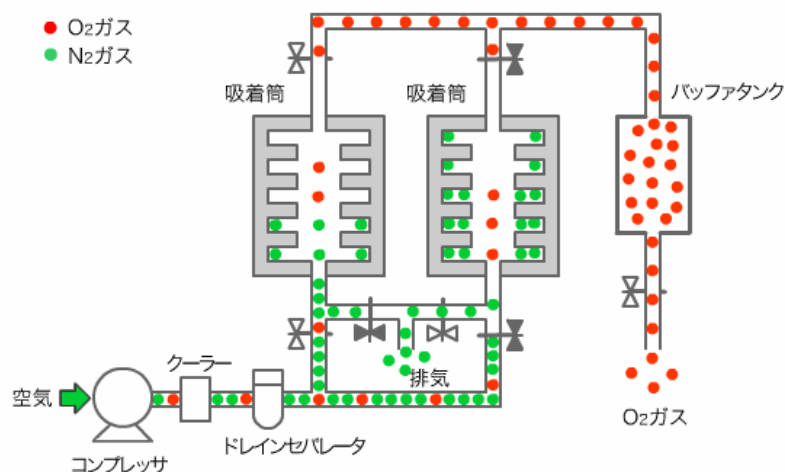 O2ガス
N2ガス
吸着筒
吸着筒
バッファタンク
クーラー
空気
排気
ドレインセパレータ
コンプレッサ
O2ガス